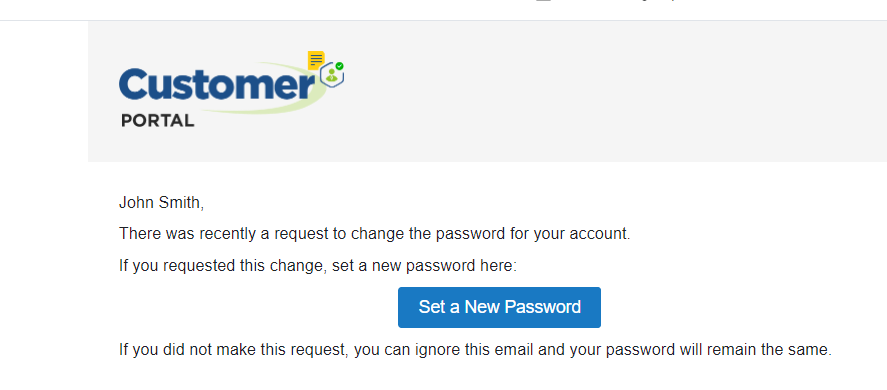 Customer
PORTAL
John Smith,
There was recently a request to change the password for your account.
If you requested this change, set a new password here:
Set a New Password
If you did not make this request, you can ignore this email and your password will remain the same.